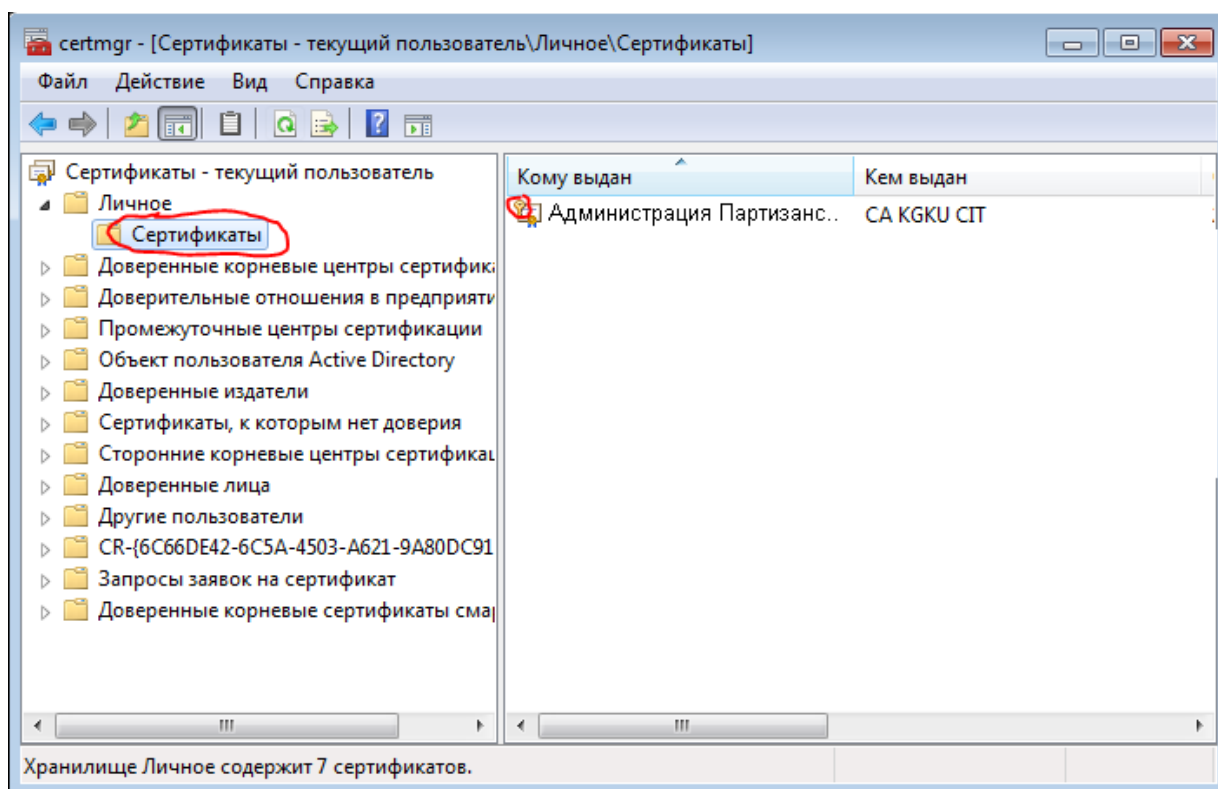 certmgr - [Сертификаты - текущий пользователь\Личное\Сертификаты]
Файл Действие Вид Справка
Сертификаты - текущий пользователь
Личное
Сертификаты
Доверенные корневые центры сертифик
Доверительные отношения в предприяти
Промежуточные центры сертификации
Объект пользователя Active Directory
Доверенные издатели
Сертификаты, к которым нет доверия
Сторонние корневые центры сертификац
Доверенные лица
Другие пользователи
CR-{6C66DE42-6C5A-4503-A621-9A80DC91
Запросы заявок на сертификат
Доверенные корневые сертификаты смар
Кому выдан Кем выдан
Администрация Партизанс.. CA KGKU CIT
Хранилище Личное содержит 7 сертификатов.